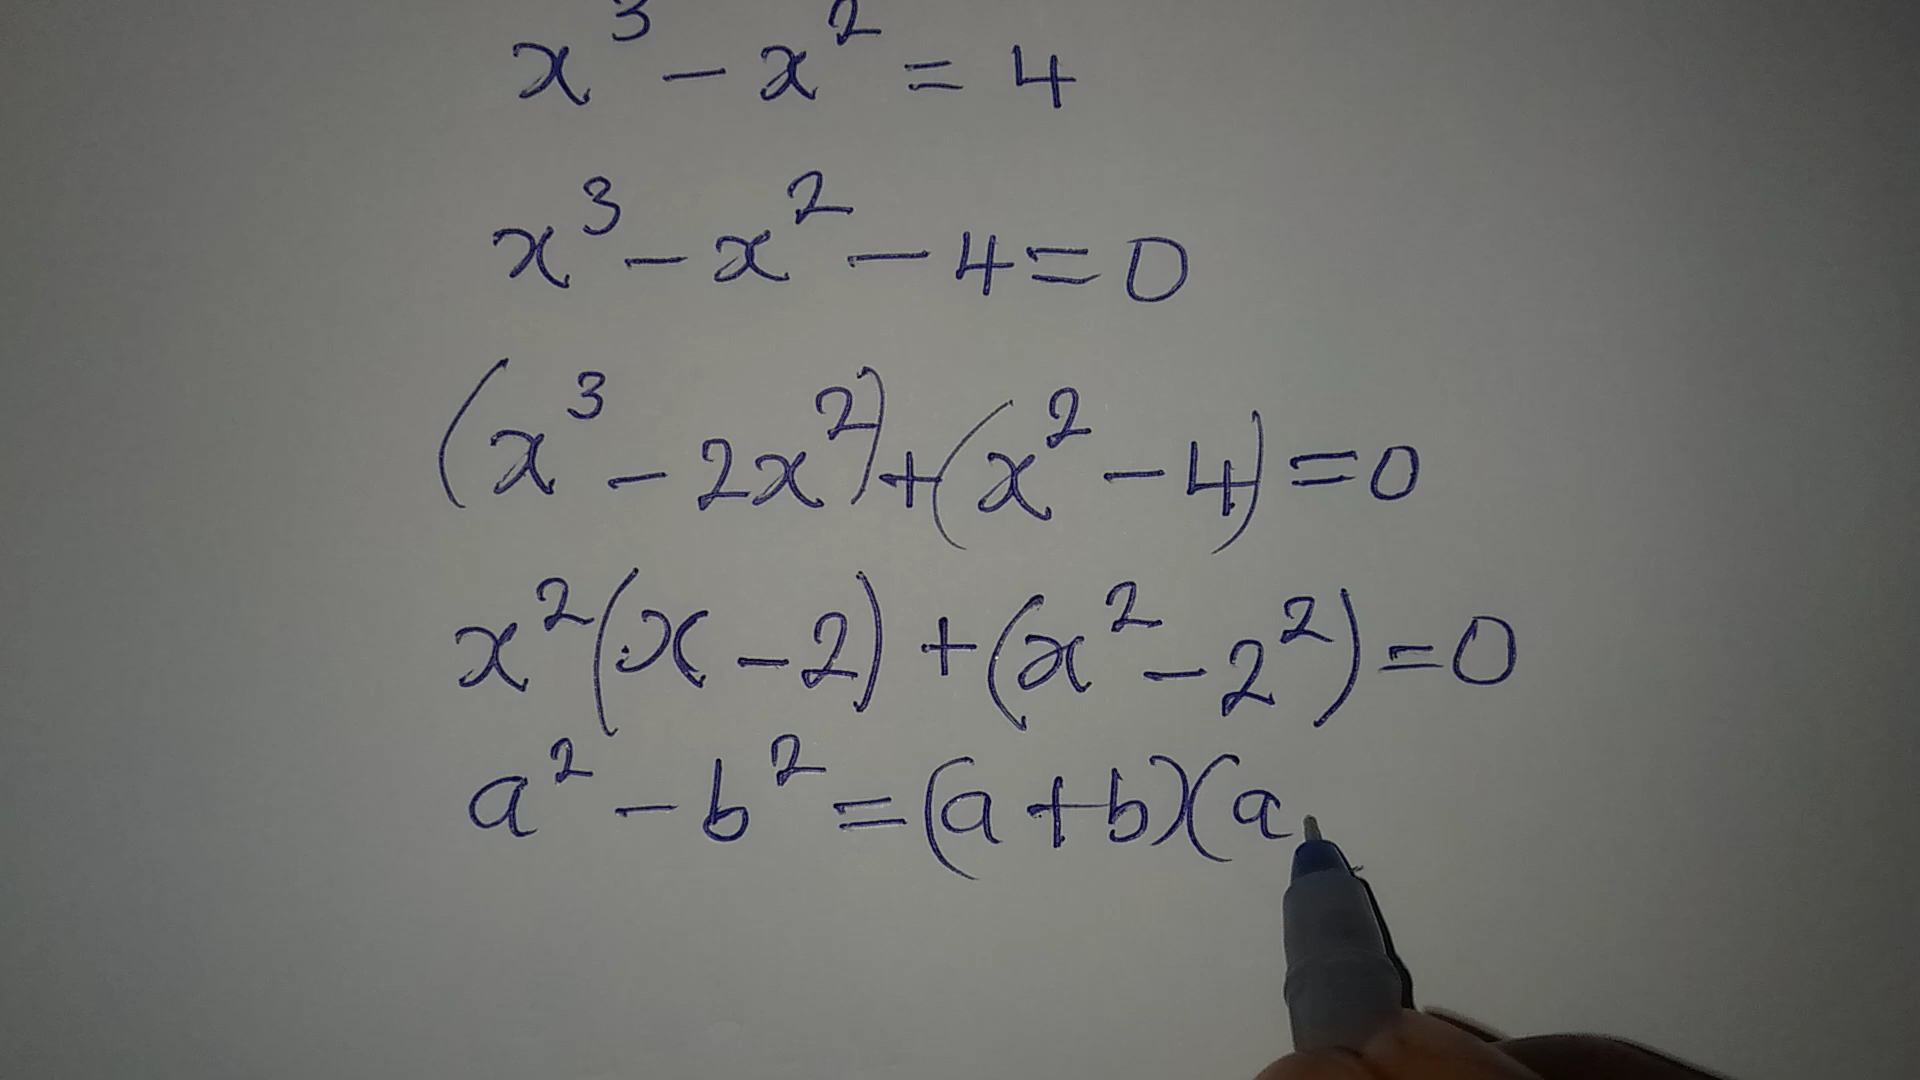 x³ - x² = 4
x³ - x² - 4 = 0
(x³ - 2x²) + (x² - 4) = 0
x²(x - 2) + (x² - 2²) = 0
a² - b² = (a + b)(a